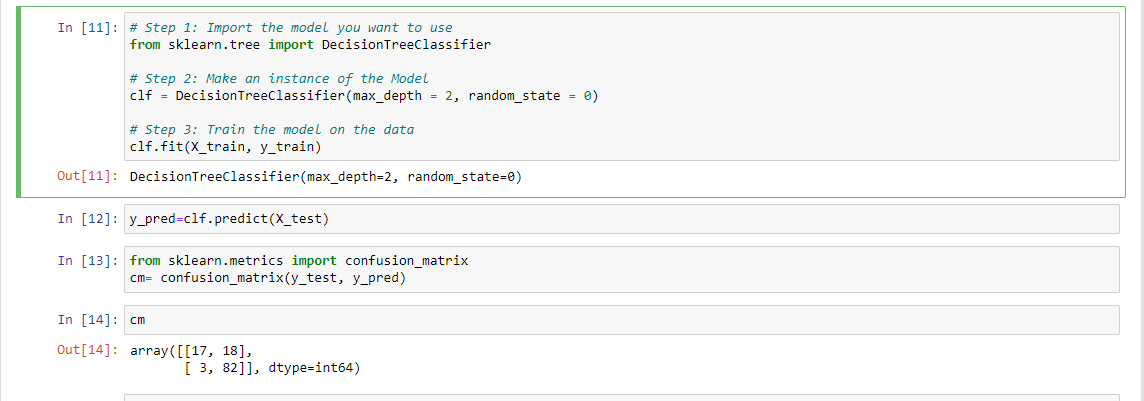 In [11]: # Step 1: Import the model you want to use
from sklearn.tree import DecisionTreeClassifier
# Step 2: Make an instance of the Model
clf = DecisionTreeClassifier(max_depth = 2, random_state = 0)
# Step 3: Train the model on the data
clf.fit(X_train, y_train)
Out[11]: DecisionTreeClassifier(max_depth=2, random_state=0)
In [12]: y_pred=clf.predict(X_test)
In [13]: from sklearn.metrics import confusion_matrix
cm= confusion_matrix(y_test, y_pred)
In [14]: cm
Out[14]: array([[17, 18],
[ 3, 82]], dtype=int64)